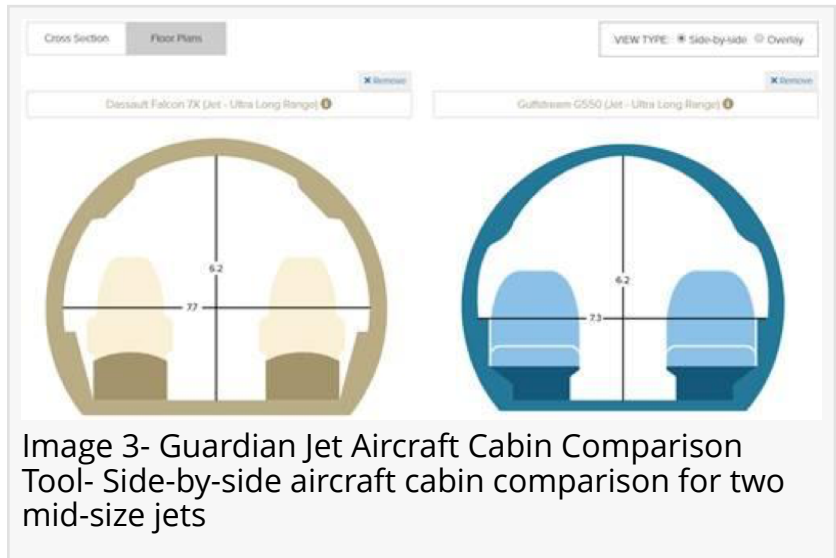 Cross Section Floor Plans VIEW TYPE: Side-by-side Overlay
Remove Remove
Dassault Falcon 7X (Jet - Ultra Long Range) Gulfstream G550 (Jet - Ultra Long Range)
6.2 6.2
7.7 7.3
Image 3- Guardian Jet Aircraft Cabin Comparison
Tool- Side-by-side aircraft cabin comparison for two
mid-size jets